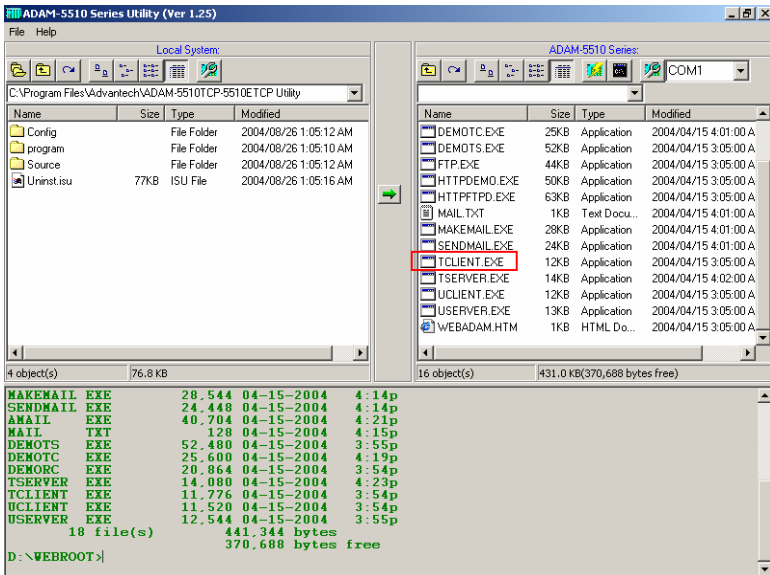 ADAM-5510 Series Utility (Ver 1.25)
File Help
Local System:
ADAM-5510 Series:
COM1
C:\Program Files\Advantech\ADAM-5510TCP-5510ETCP Utility
Name Size Type Modified
Config File Folder 2004/08/26 1:05:12 AM
program File Folder 2004/08/26 1:05:10 AM
Source File Folder 2004/08/26 1:05:12 AM
Uninst.isu 77KB ISU File 2004/08/26 1:05:16 AM
Name Size Type Modified
DEMOTC.EXE 25KB Application 2004/04/15 4:01:00 A
DEMOTS.EXE 52KB Application 2004/04/15 3:05:00 A
FTP.EXE 44KB Application 2004/04/15 3:05:00 A
HTTPDEMO.EXE 50KB Application 2004/04/15 3:05:00 A
HTTPFTPD.EXE 63KB Application 2004/04/15 3:05:00 A
MAIL.TXT 1KB Text Docu... 2004/04/15 4:01:00 A
MAKEMAIL.EXE 28KB Application 2004/04/15 4:01:00 A
SENDMAIL.EXE 24KB Application 2004/04/15 4:01:00 A
TCLIENT.EXE 12KB Application 2004/04/15 3:05:00 A
TSERVER.EXE 14KB Application 2004/04/15 4:02:00 A
UCLIENT.EXE 12KB Application 2004/04/15 3:05:00 A
USERVER.EXE 13KB Application 2004/04/15 3:05:00 A
WEBADAM.HTM 1KB HTML Do... 2004/04/15 3:05:00 A
4 object(s) 76.8 KB
16 object(s) 431.0 KB(370,688 bytes free)
MAKEMAIL EXE 28,544 04-15-2004 4:14p
SENDMAIL EXE 24,448 04-15-2004 4:14p
AMAIL EXE 40,704 04-15-2004 4:21p
MAIL TXT 128 04-15-2004 4:15p
DEMOTS EXE 52,480 04-15-2004 3:55p
DEMOTC EXE 25,600 04-15-2004 4:19p
DEMORC EXE 20,864 04-15-2004 3:54p
TSERVER EXE 14,080 04-15-2004 4:23p
TCLIENT EXE 11,776 04-15-2004 3:54p
UCLIENT EXE 11,520 04-15-2004 3:54p
USERVER EXE 12,544 04-15-2004 3:55p
18 file(s) 441,344 bytes
370,688 bytes free
D:\WEBROOT>